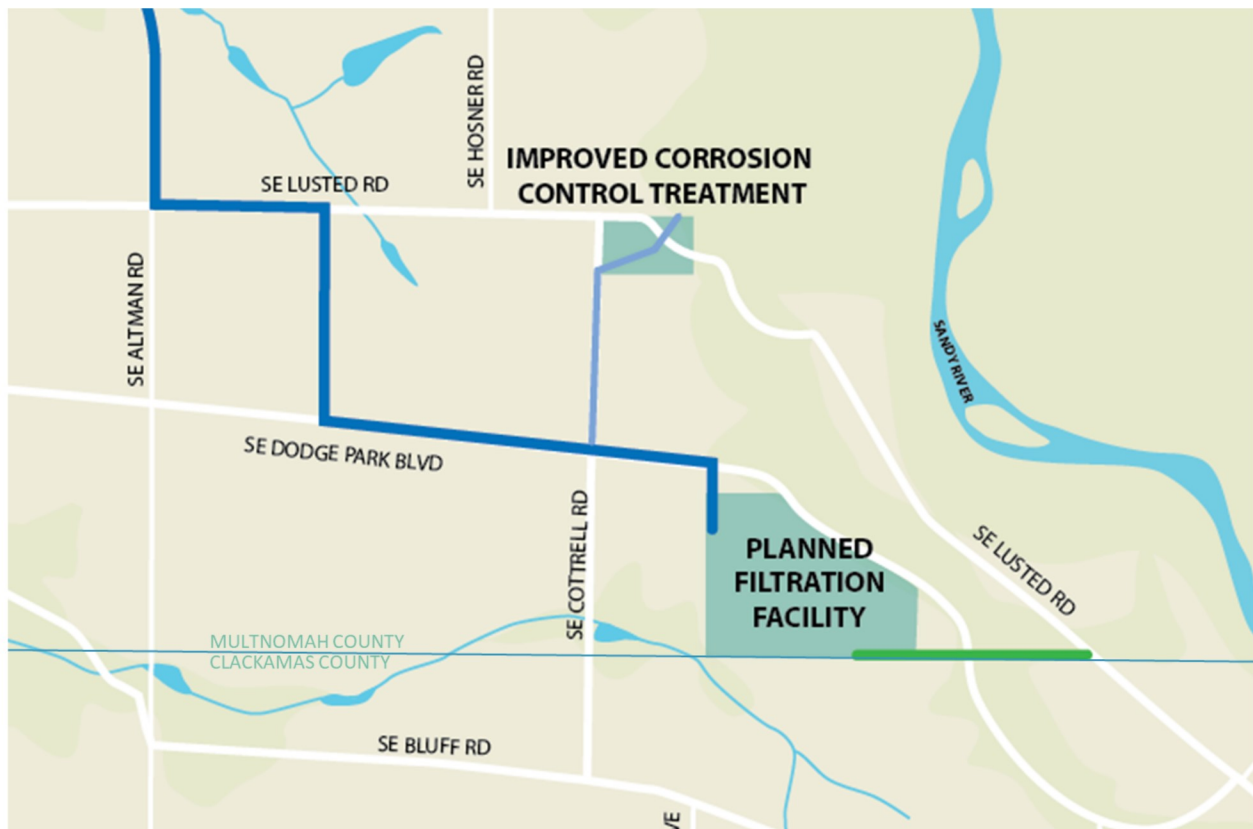 SE HOSNER RD
IMPROVED CORROSION
CONTROL TREATMENT
SE LUSTED RD
SE ALTMAN RD
SANDY RIVER
SE DODGE PARK BLVD
SE COTTRELL RD
PLANNED
FILTRATION
FACILITY
SE LUSTED RD
MULTNOMAH COUNTY
CLACKAMAS COUNTY
SE BLUFF RD
VE